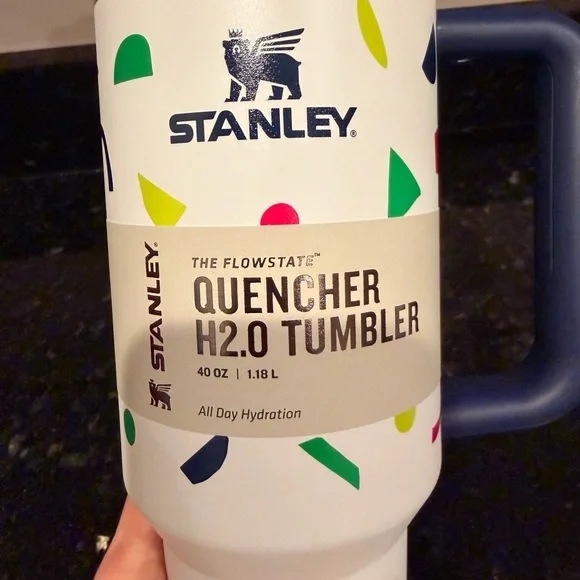 STANLEY®
STANLEY®
THE FLOWSTATE™
QUENCHER
H2.0 TUMBLER
40 OZ | 1.18 L
All Day Hydration